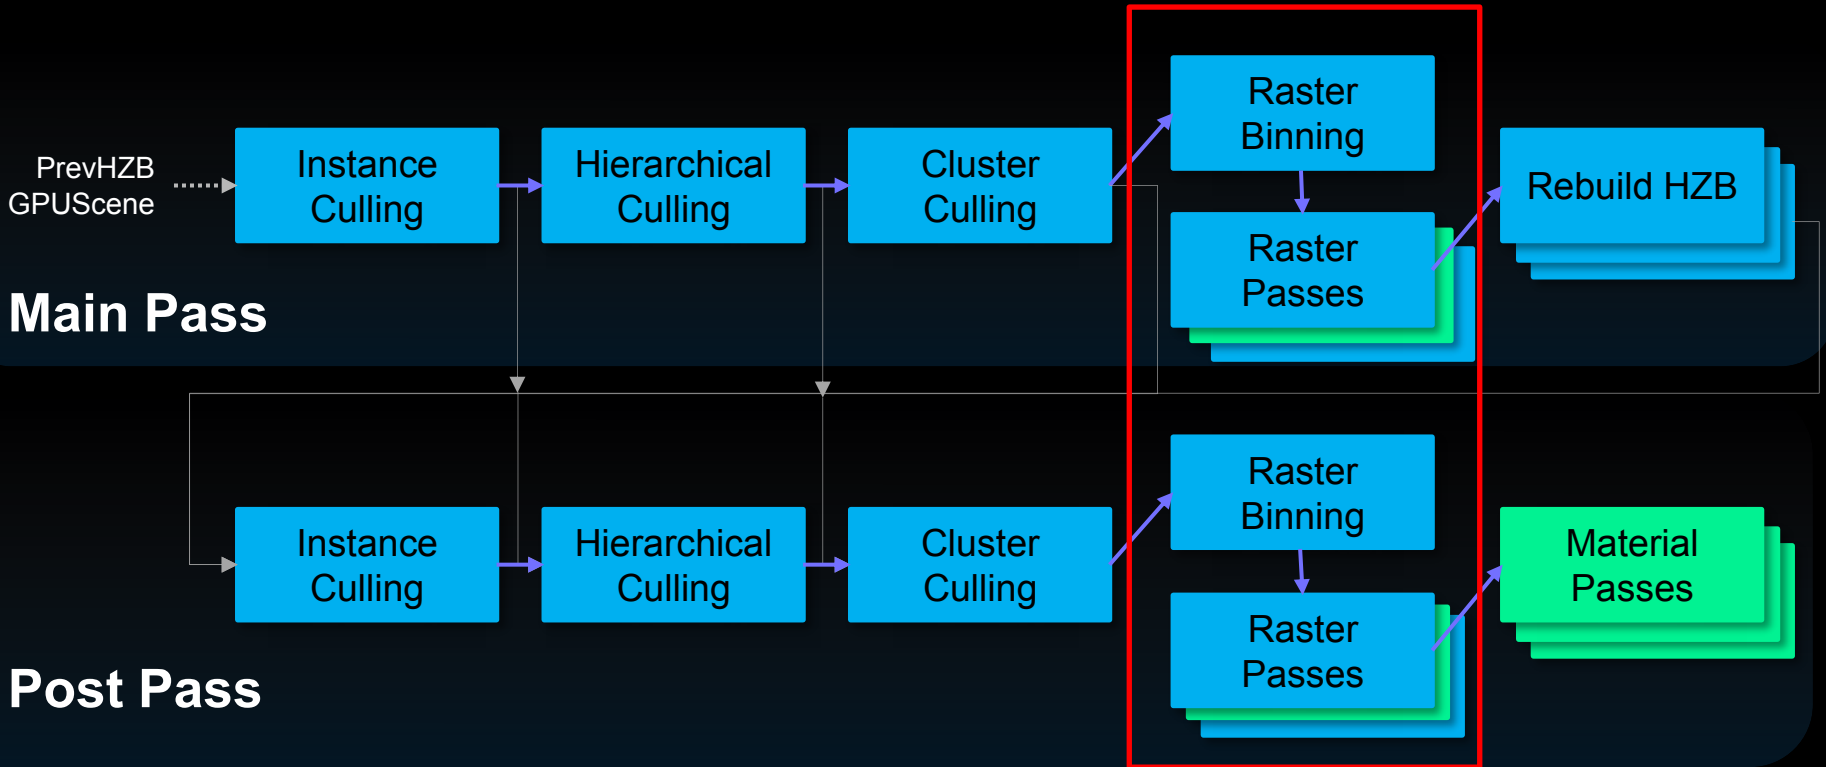 PrevHZB
GPUScene
Instance
Culling
Hierarchical
Culling
Cluster
Culling
Raster
Binning
Raster
Passes
Rebuild HZB
Main Pass
Instance
Culling
Hierarchical
Culling
Cluster
Culling
Raster
Binning
Raster
Passes
Material
Passes
Post Pass